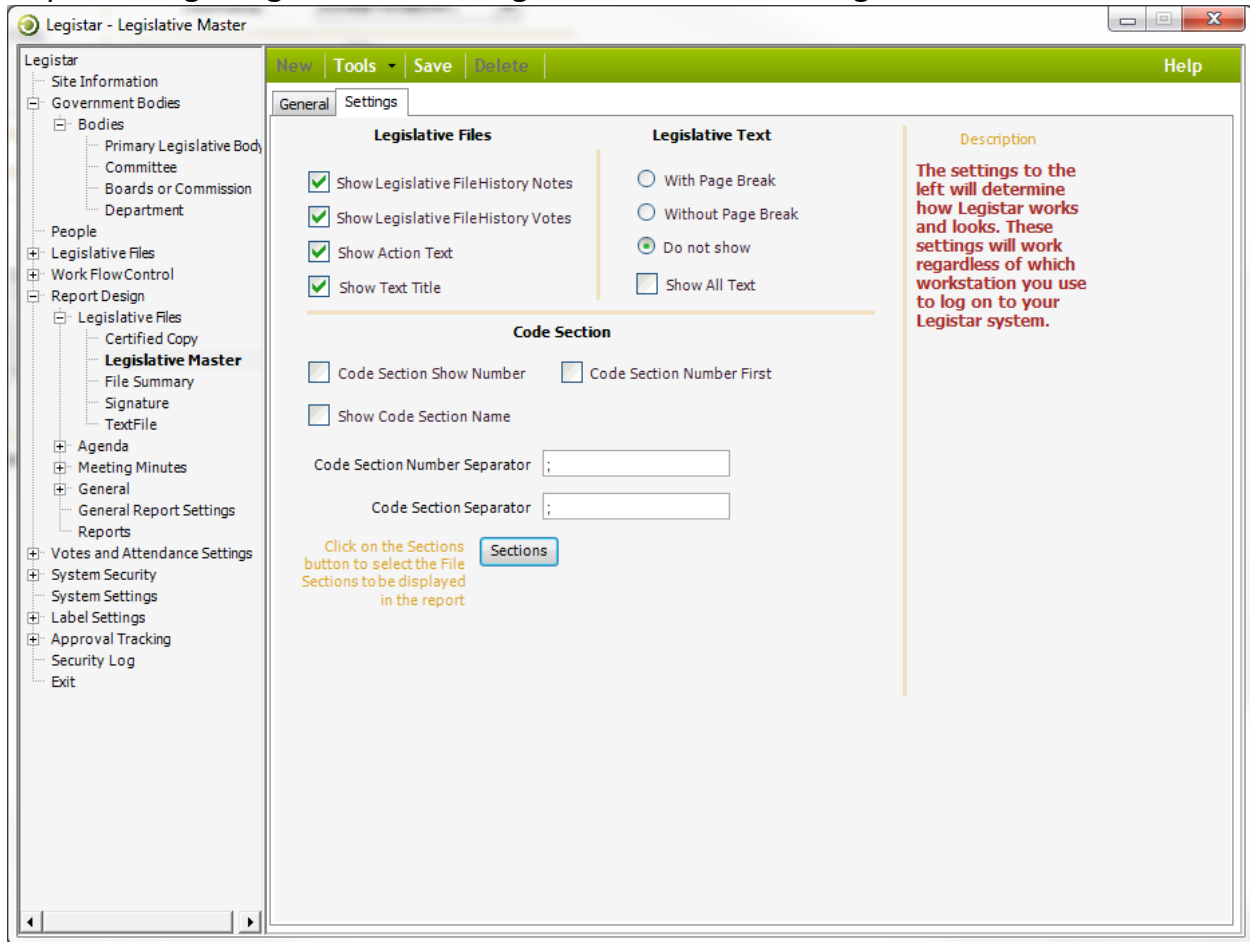 Legistar - Legislative Master
Legistar
Site Information
Government Bodies
Bodies
Primary Legislative Body
Committee
Boards or Commission
Department
People
Legislative Files
Work Flow Control
Report Design
Legislative Files
Certified Copy
Legislative Master
File Summary
Signature
TextFile
Agenda
Meeting Minutes
General
General Report Settings
Reports
Votes and Attendance Settings
System Security
System Settings
Label Settings
Approval Tracking
Security Log
Exit
New Tools Save Delete Help
General Settings
Legislative Files
Show Legislative File History Notes
Show Legislative File History Votes
Show Action Text
Show Text Title
Legislative Text
With Page Break
Without Page Break
Do not show
Show All Text
Code Section
Code Section Show Number Code Section Number First
Show Code Section Name
Code Section Number Separator ;
Code Section Separator ;
Click on the Sections
button to select the File
Sections to be displayed
in the report
Sections
Description
The settings to the
left will determine
how Legistar works
and looks. These
settings will work
regardless of which
workstation you use
to log on to your
Legistar system.